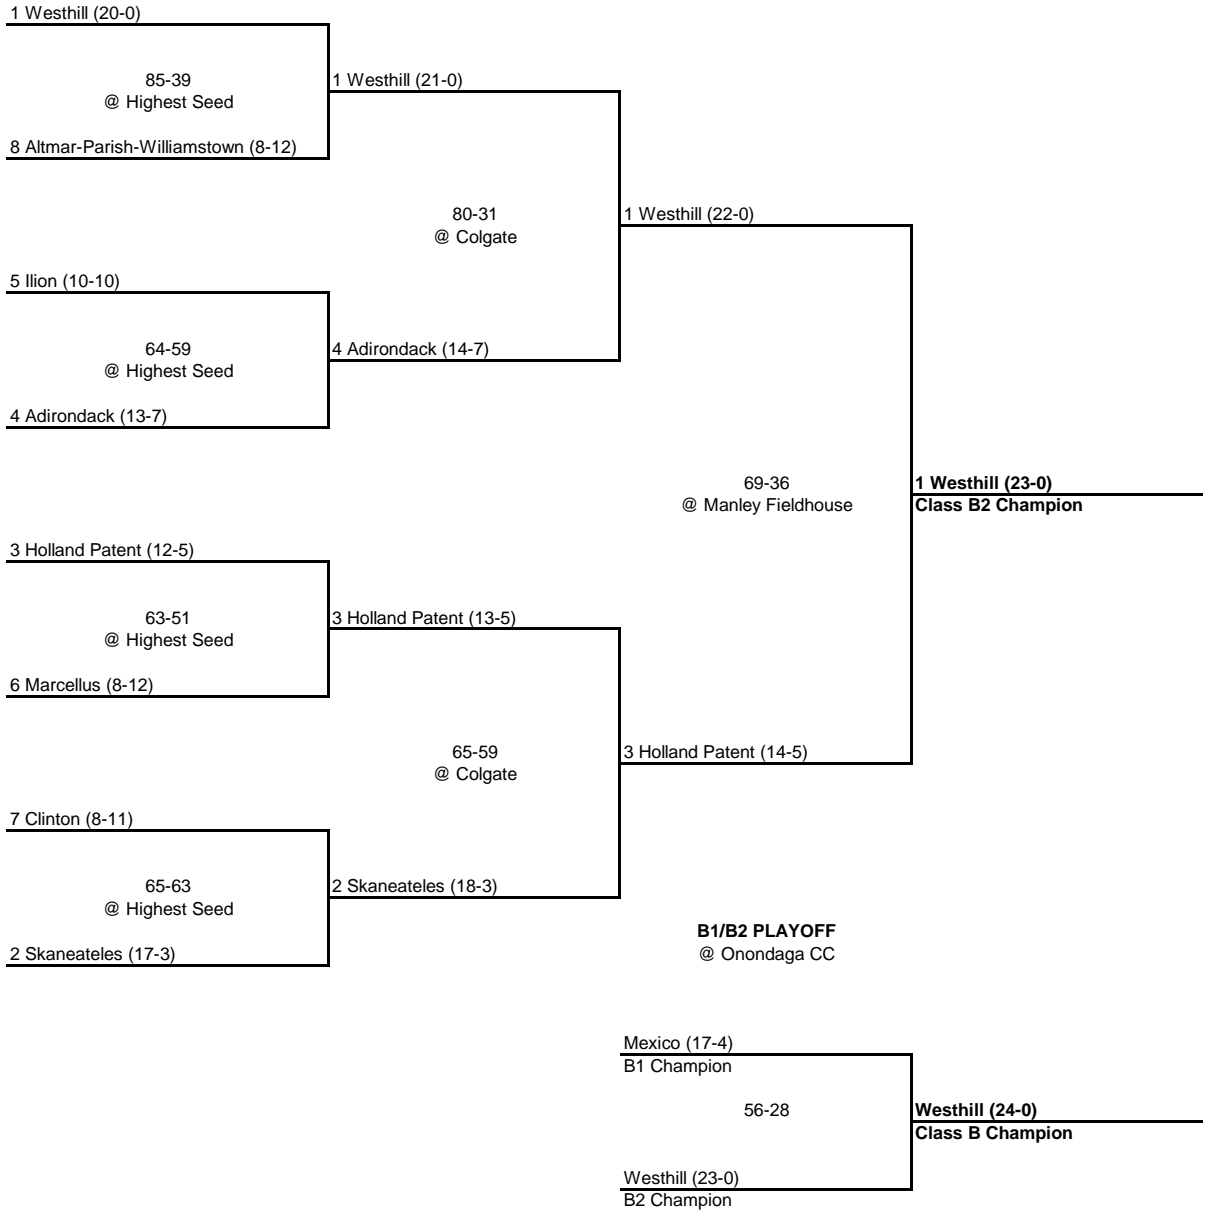 1 Westhill (20-0)
85-39
@ Highest Seed
1 Westhill (21-0)
8 Altmar-Parish-Williamstown (8-12)
80-31
@ Colgate
1 Westhill (22-0)
5 Ilion (10-10)
64-59
@ Highest Seed
4 Adirondack (14-7)
4 Adirondack (13-7)
69-36
@ Manley Fieldhouse
1 Westhill (23-0)
Class B2 Champion
3 Holland Patent (12-5)
63-51
@ Highest Seed
3 Holland Patent (13-5)
6 Marcellus (8-12)
65-59
@ Colgate
3 Holland Patent (14-5)
7 Clinton (8-11)
65-63
@ Highest Seed
2 Skaneateles (18-3)
2 Skaneateles (17-3)
B1/B2 PLAYOFF
@ Onondaga CC
Mexico (17-4)
B1 Champion
56-28
Westhill (24-0)
Class B Champion
Westhill (23-0)
B2 Champion